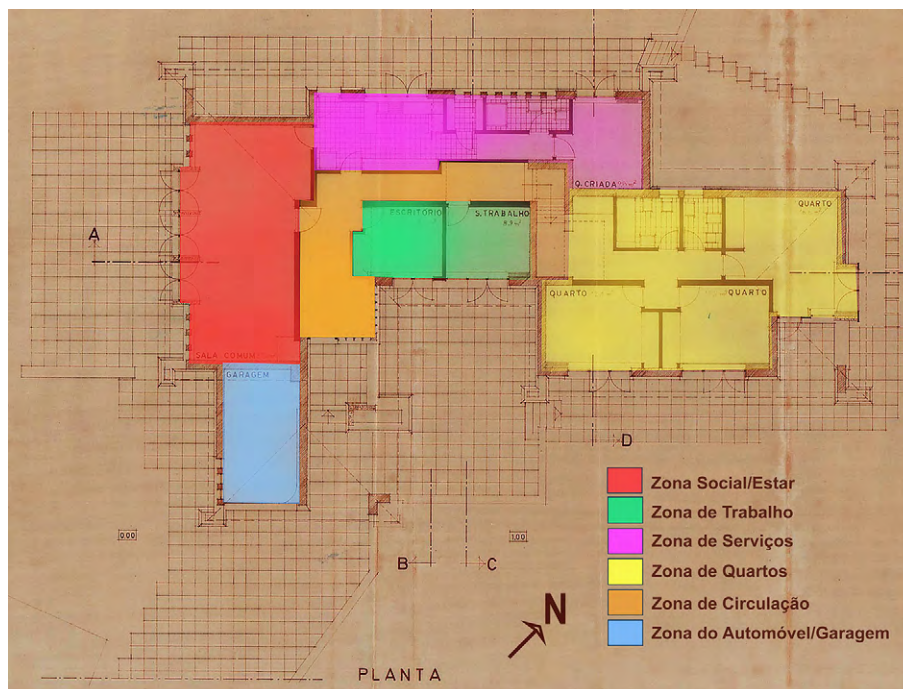 Q. CRIADA
ESCRITORIO
S. TRABALHO
QUARTO
A
QUARTO
QUARTO
SALA COMUM
GARAGEM
D
Zona Social/Estar
Zona de Trabalho
Zona de Serviços
Zona de Quartos
Zona de Circulação
Zona do Automóvel/Garagem
0.00
1.00
B
C
N
PLANTA